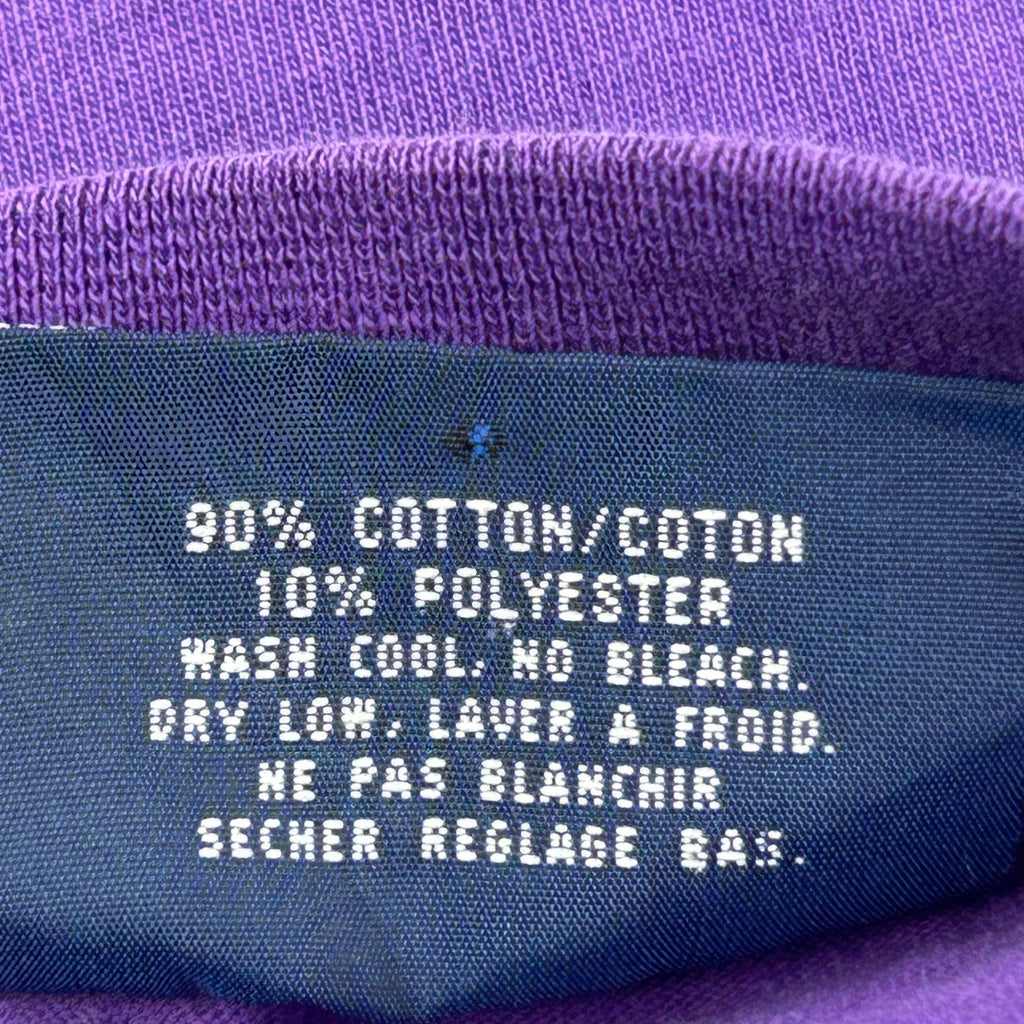 90% COTTON/COTON
10% POLYESTER
WASH COOL. NO BLEACH.
DRY LOW. LAVER A FROID.
NE PAS BLANCHIR
SECHER REGLAGE BAS.